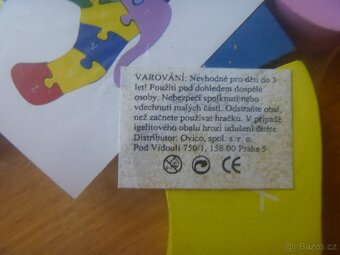 VAROVÁNÍ: Nevhodné pro děti do 3
let! Použití pod dohledem dospělé
osoby. Nebezpečí spolknutí nebo
vdechnutí malých částí. Odstraňte obal,
než začnete používat hračku. V případě
igelitového obalu hrozí udušení dítěte.
Distributor: Ovico, spol. s. r. o.
Pod Vidoulí 750/1, 158 00 Praha 5
CE
Bazos.cz